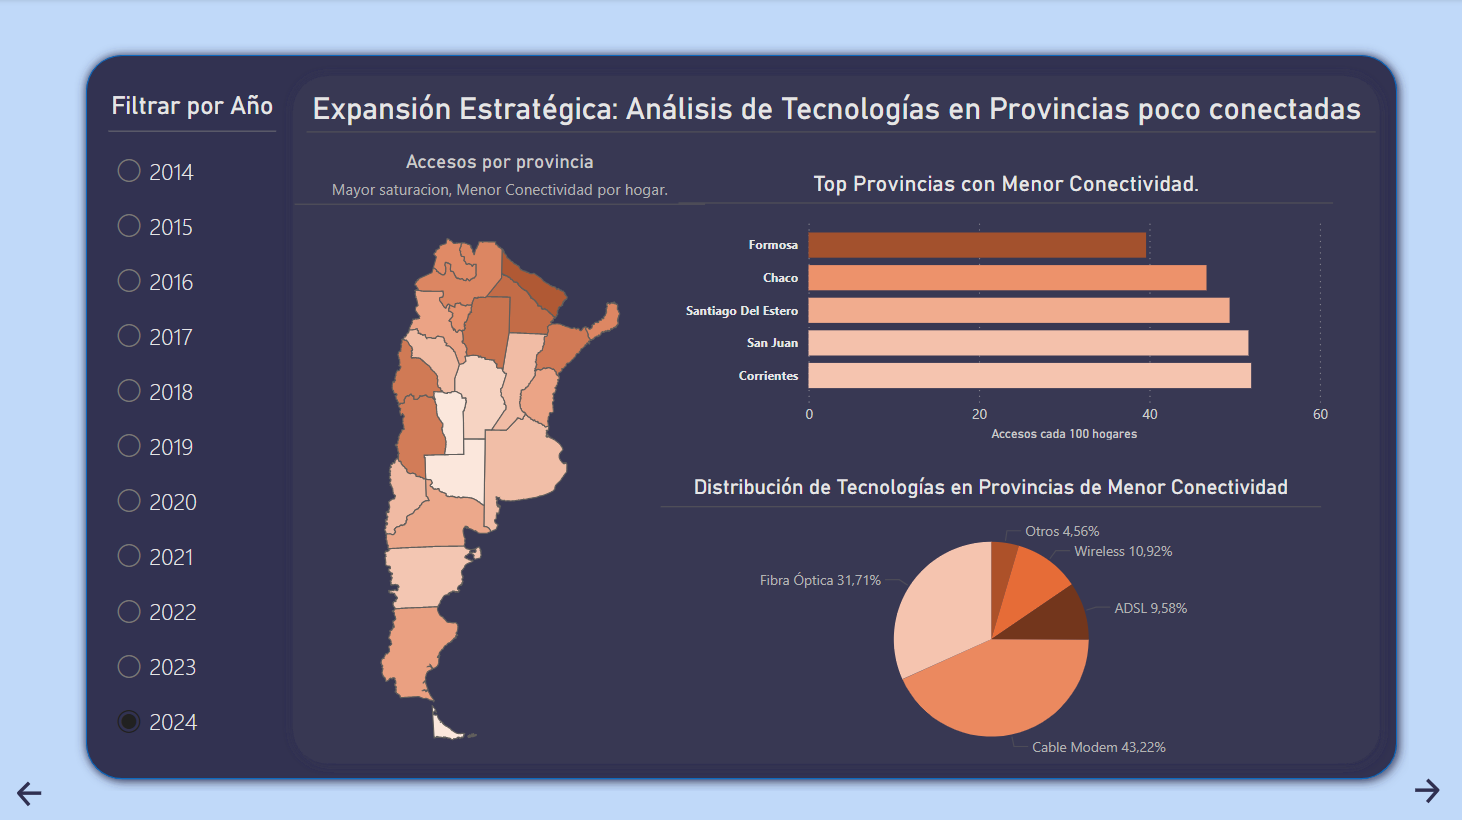 Filtrar por Año
2014
2015
2016
2017
2018
2019
2020
2021
2022
2023
2024
Expansión Estratégica: Análisis de Tecnologías en Provincias poco conectadas
Accesos por provincia
Mayor saturacion, Menor Conectividad por hogar.
Top Provincias con Menor Conectividad.
Formosa
Chaco
Santiago Del Estero
San Juan
Corrientes
0 20 40 60
Accesos cada 100 hogares
Distribución de Tecnologías en Provincias de Menor Conectividad
Otros 4,56%
Wireless 10,92%
Fibra Óptica 31,71%
ADSL 9,58%
Cable Modem 43,22%